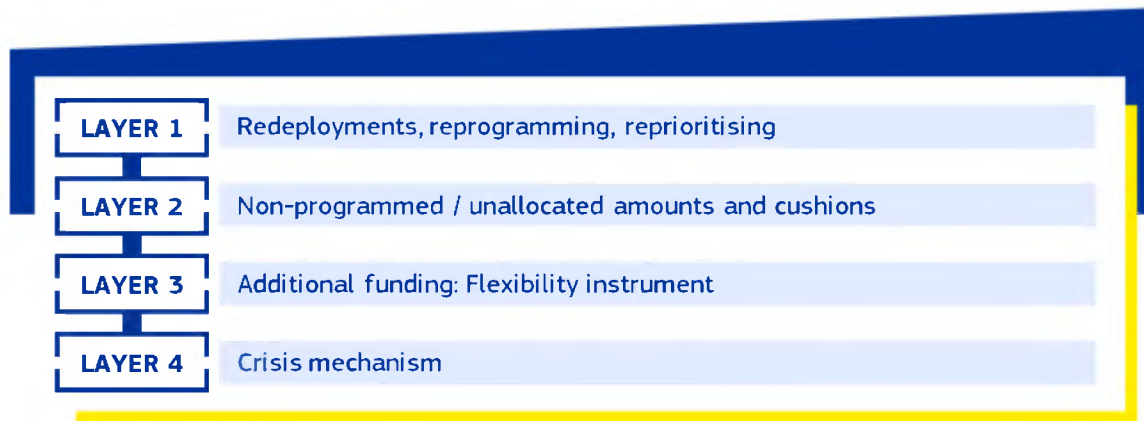 LAYER 1
Redeployments, reprogramming, reprioritising
LAYER 2
Non-programmed / unallocated amounts and cushions
LAYER 3
Additional funding: Flexibility instrument
LAYER 4
Crisis mechanism